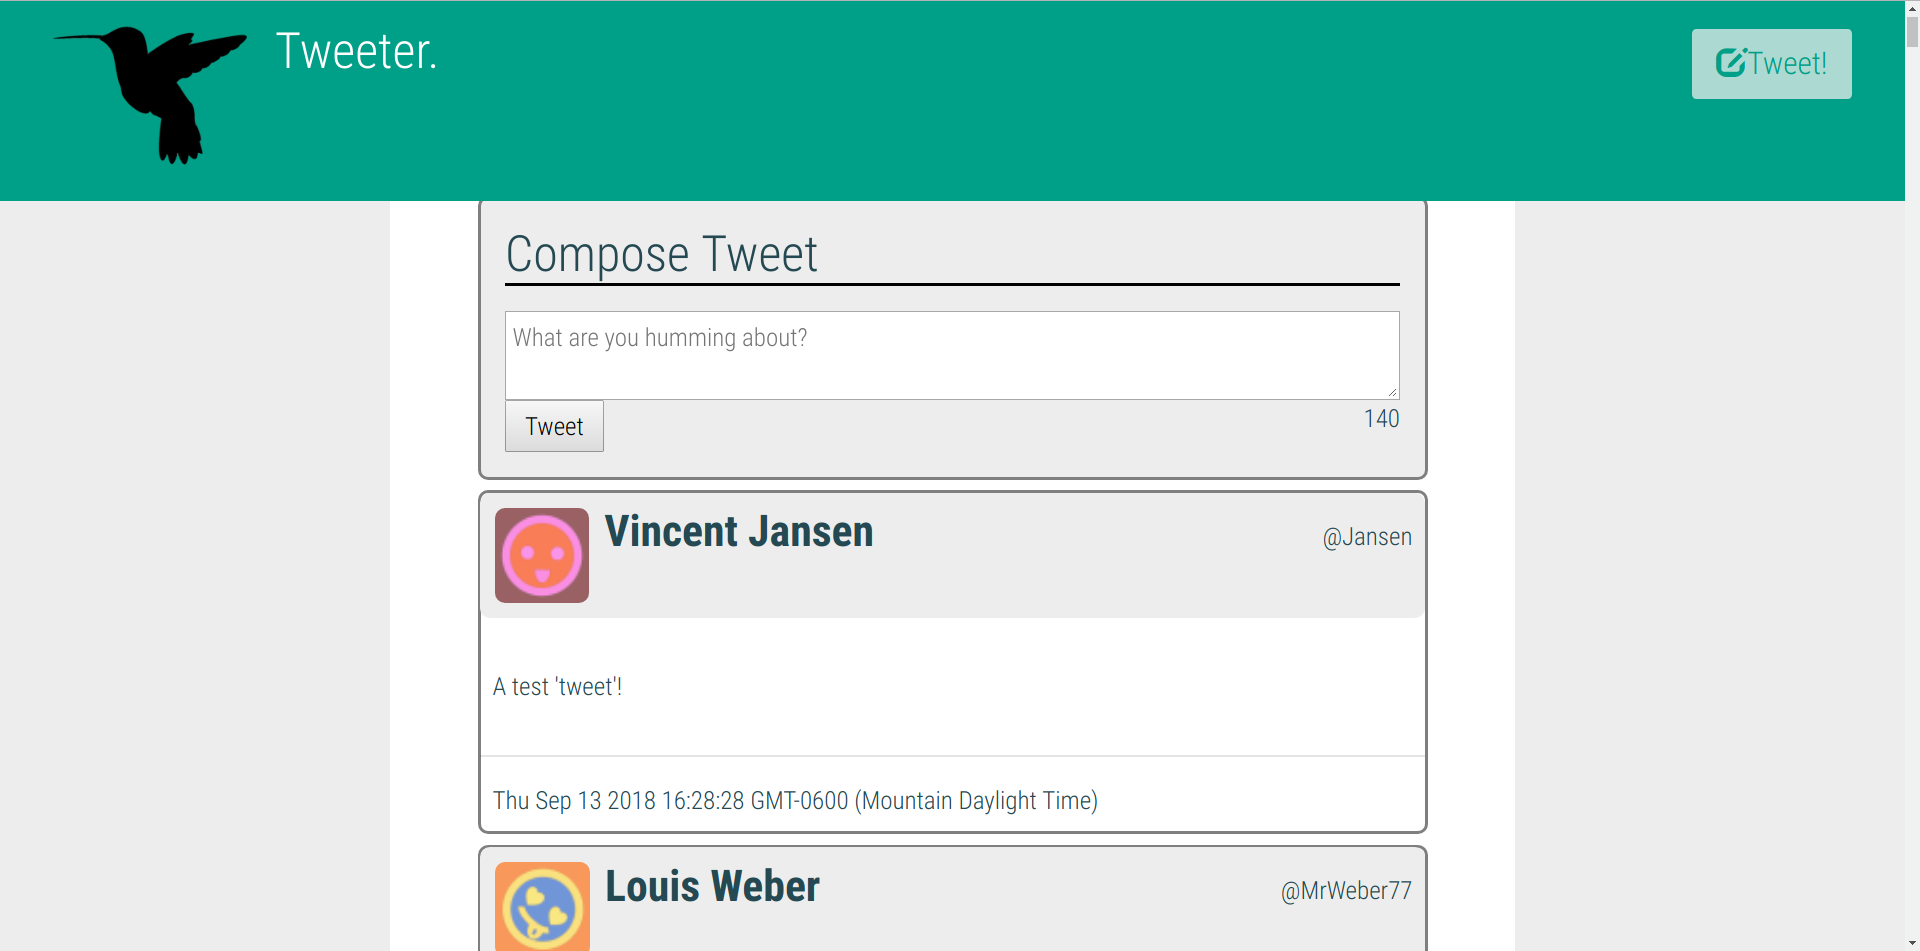 Tweeter.
Tweet!
Compose Tweet
What are you humming about?
Tweet
140
Vincent Jansen
@Jansen
A test 'tweet'!
Thu Sep 13 2018 16:28:28 GMT-0600 (Mountain Daylight Time)
Louis Weber
@MrWeber77